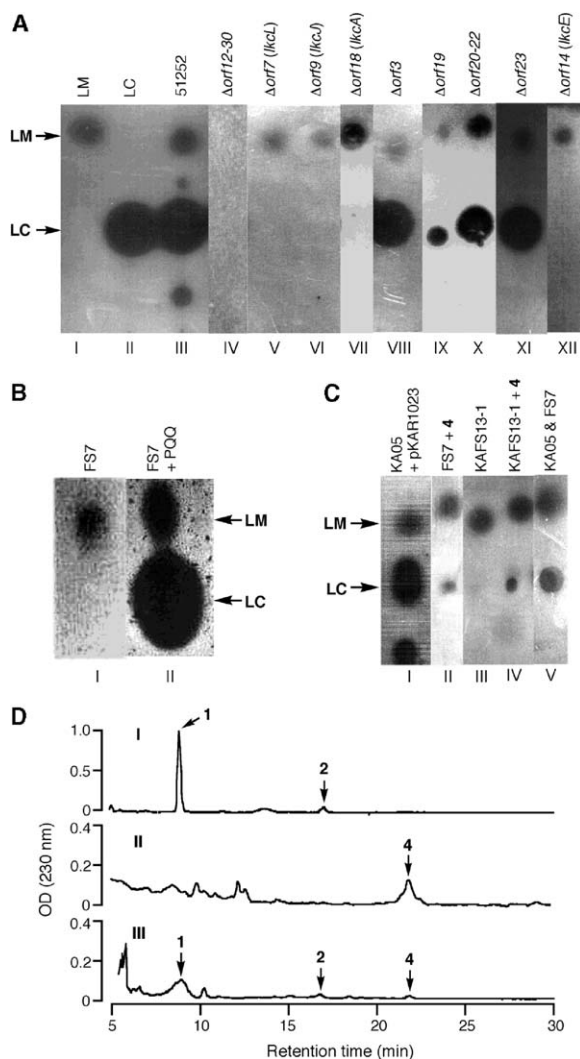 A
LM
LC
51252
Δorf12-30
Δorf7 (lkcL)
Δorf9 (lkcJ)
Δorf18 (lkcA)
Δorf3
Δorf19
Δorf20-22
Δorf23
Δorf14 (lkcE)
LM
LC
I II III IV V VI VII VIII IX X XI XII
B
FS7
FS7
+ PQQ
LM
LC
I II
C
KA05
+ pKAR1023
FS7 + 4
KAFS13-1
KAFS13-1 + 4
KA05 & FS7
LM
LC
I II III IV V
D
I
1
2
1.0
0.5
0
II
4
0.4
0.2
0
III
1
2
4
0.4
0.2
0
OD (230 nm)
5 10 15 20 25 30
Retention time (min)